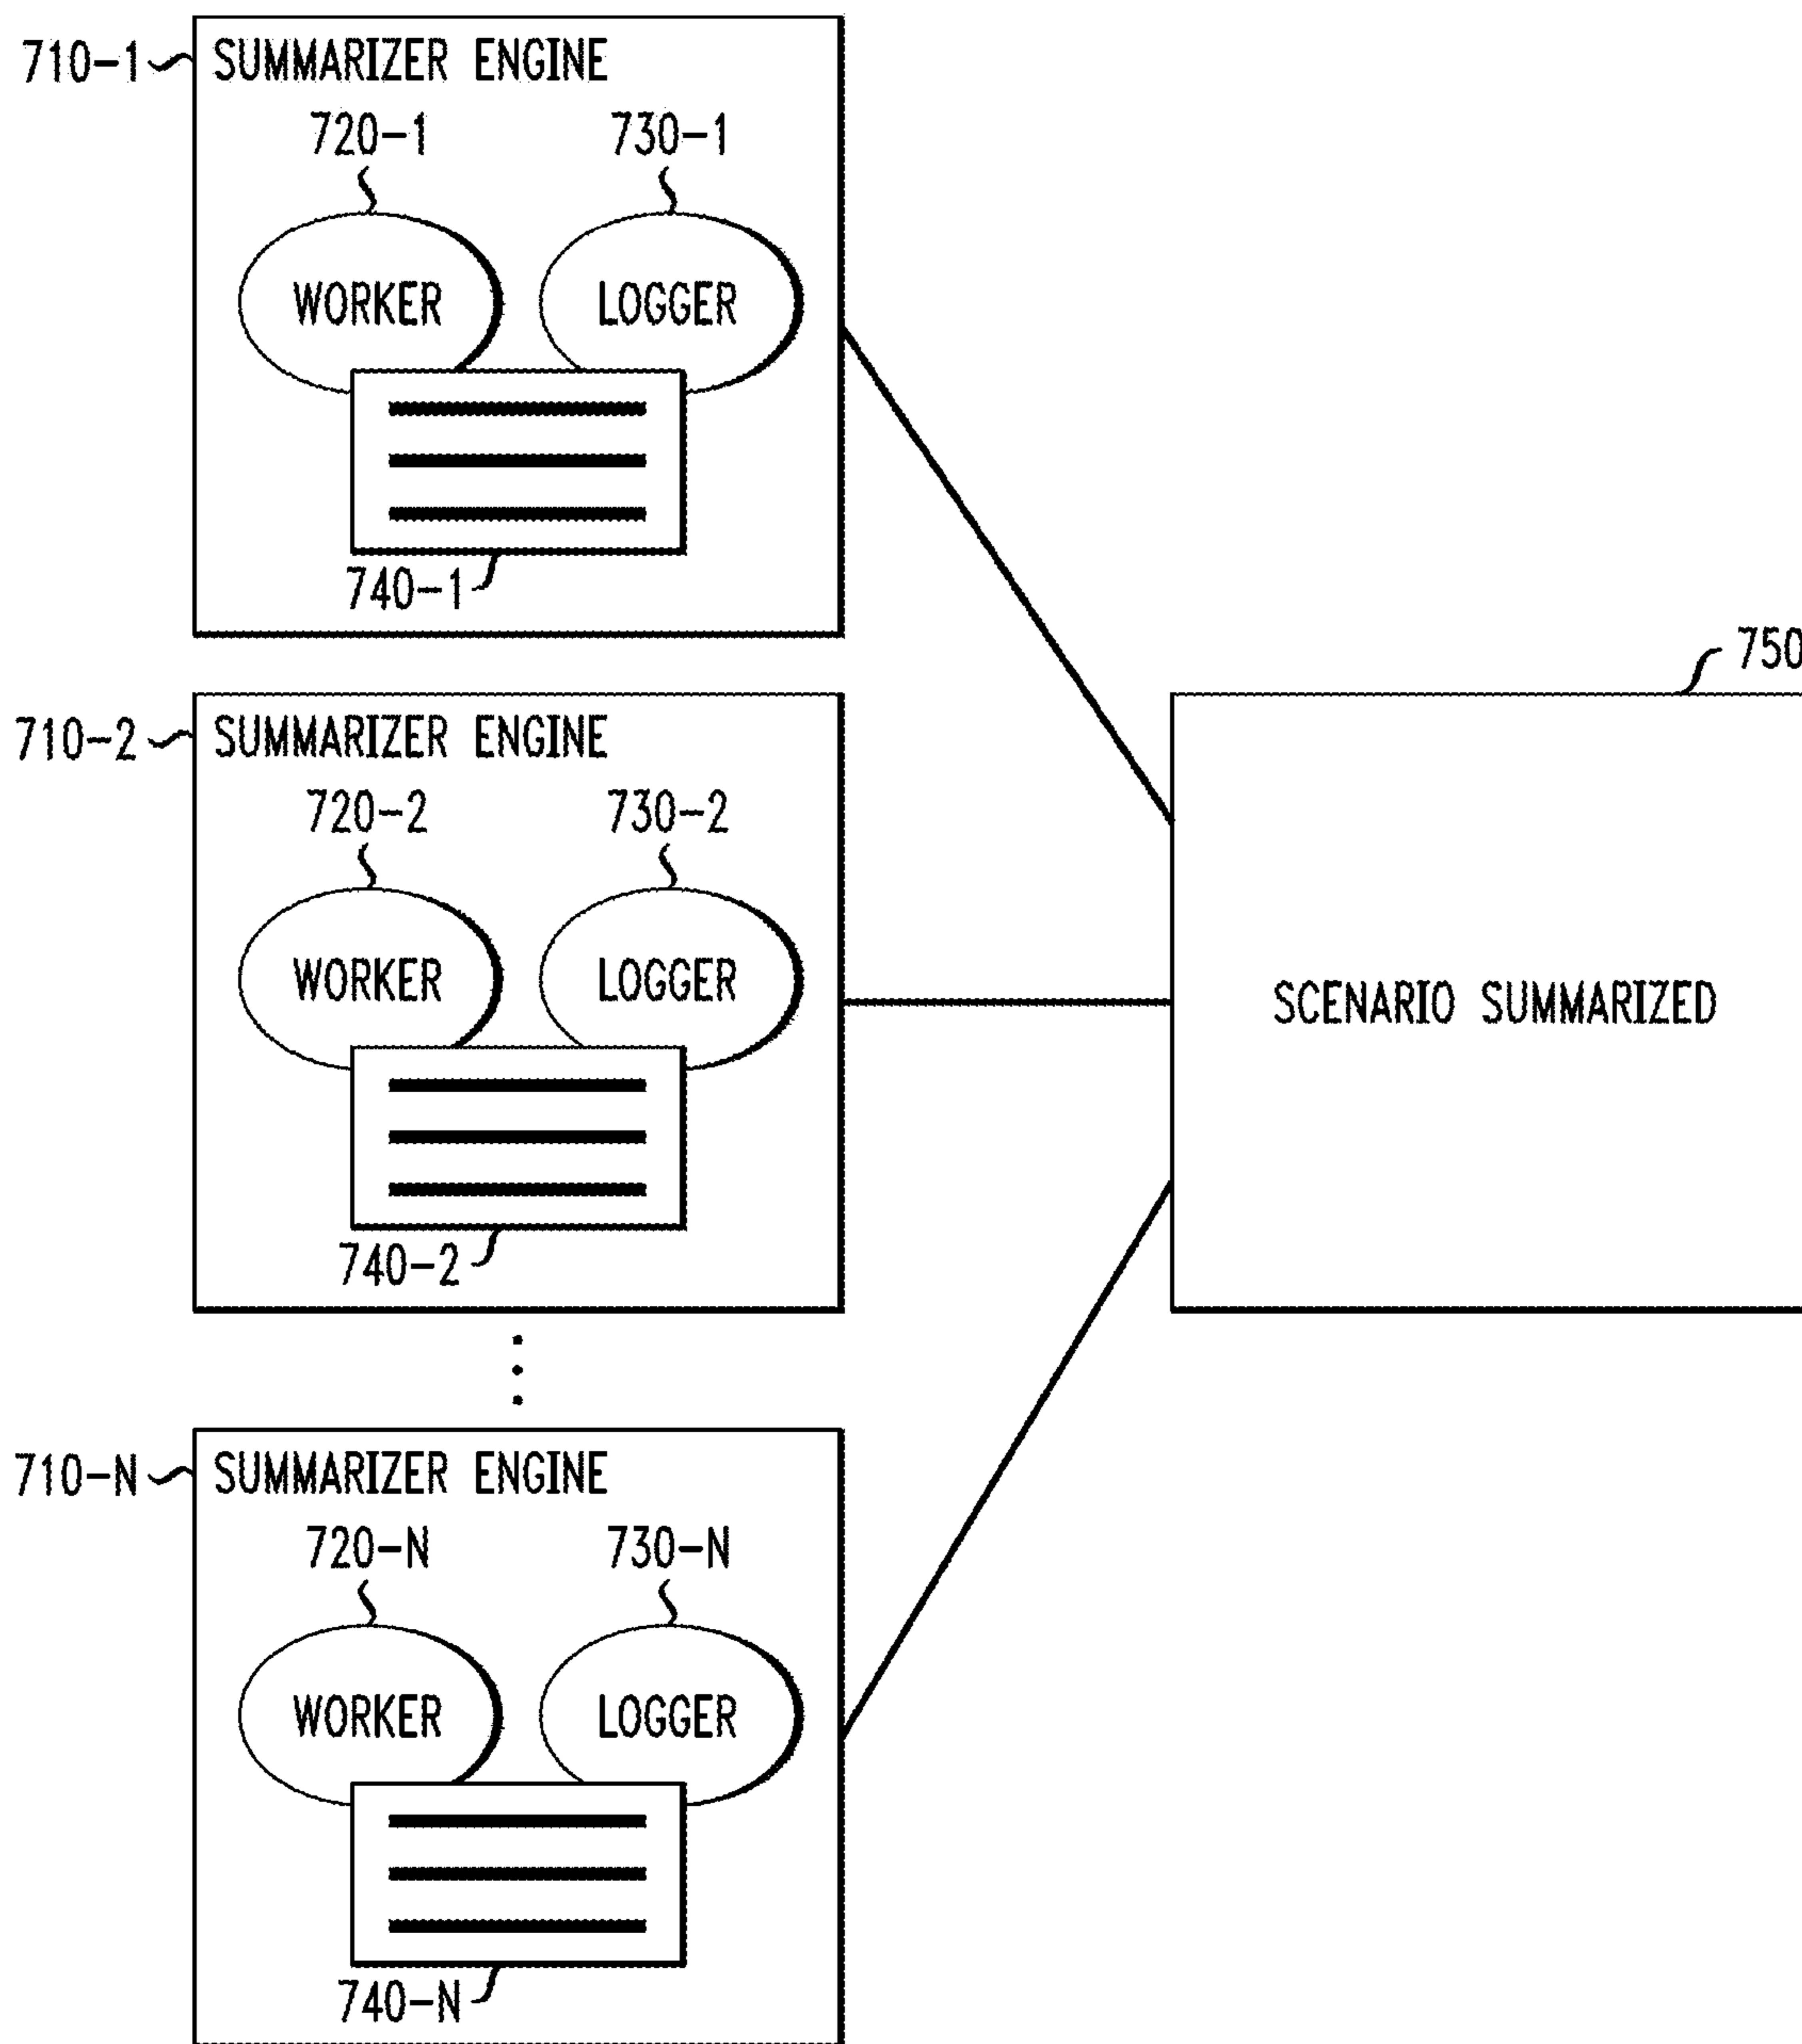 710-1 SUMMARIZER ENGINE
720-1 730-1
WORKER LOGGER
740-1
750
710-2 SUMMARIZER ENGINE
720-2 730-2
WORKER LOGGER
SCENARIO SUMMARIZED
740-2
710-N SUMMARIZER ENGINE
720-N 730-N
WORKER LOGGER
740-N